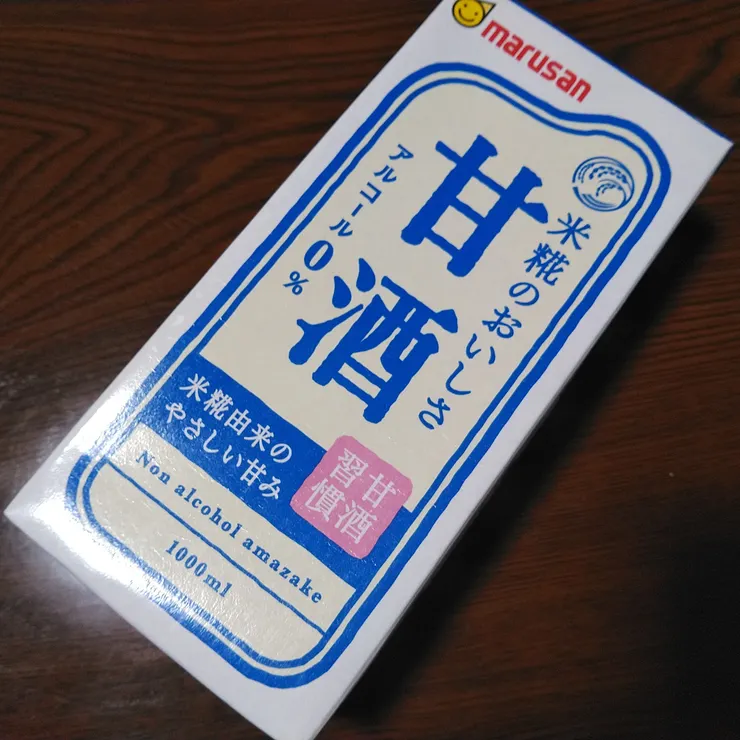 marusan
米糀のおいしさ
甘酒
アルコール0%
米糀由来の
やさしい甘み
甘酒
習慣
Non alcohol amazake
1000ml